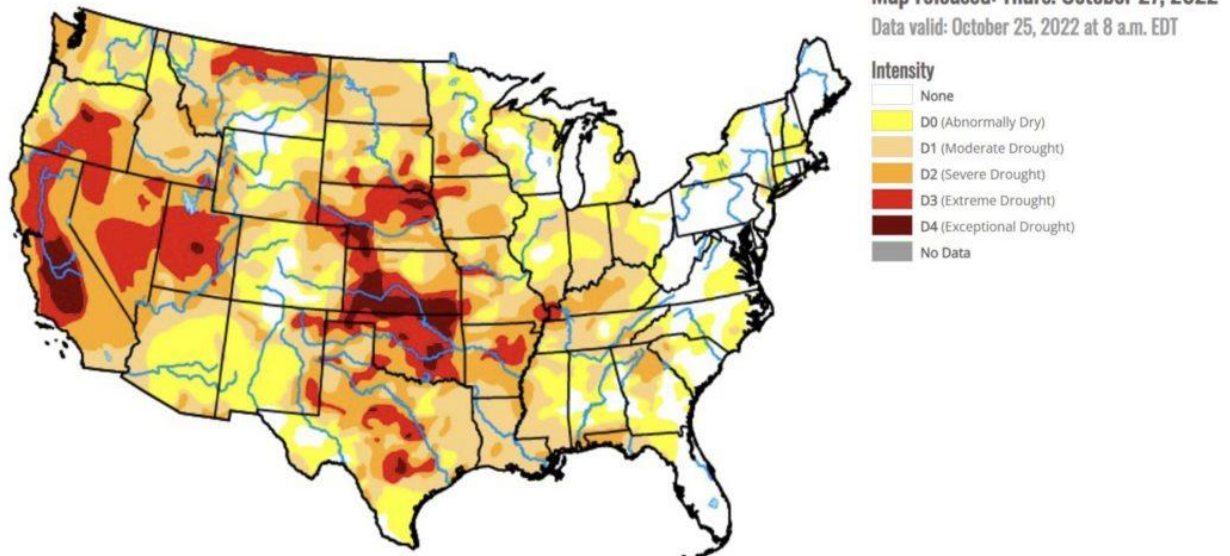 Map released: Thurs. October 27, 2022
Data valid: October 25, 2022 at 8 a.m. EDT
Intensity
None
D0 (Abnormally Dry)
D1 (Moderate Drought)
D2 (Severe Drought)
D3 (Extreme Drought)
D4 (Exceptional Drought)
No Data